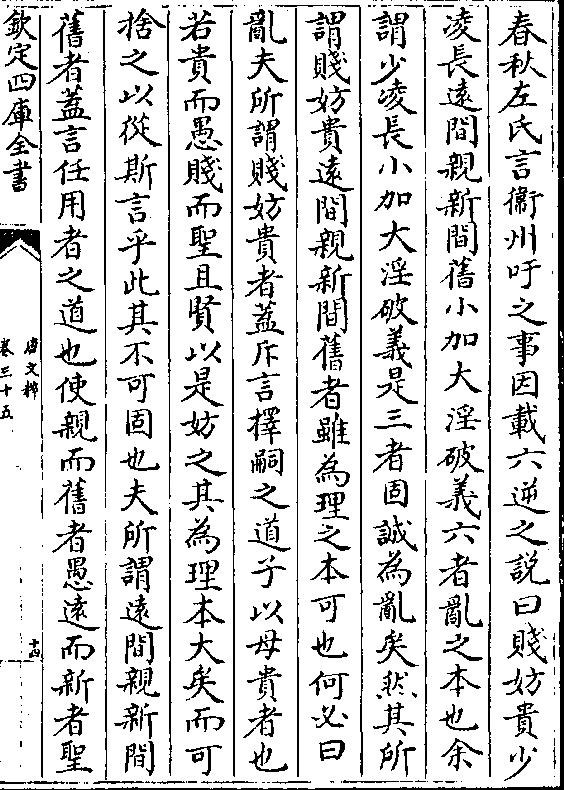 春秋左氏言衞州吁之事因載六逆之説曰賤妨貴少
凌長遠間親新間舊小加大淫破義六者亂之本也余
謂少凌長小加大淫破義是三者固誠為亂矣然其所
謂賤妨貴遠間親新間舊者雖為理之本可也何必曰
亂夫所謂賤妨貴者蓋斥言擇嗣之道子以母貴者也
若貴而愚賤而聖且賢以是妨之其為理本大矣而可
捨之以從斯言乎此其不可固也夫所謂遠間親新間
舊者蓋言任用者之道也使親而舊者愚遠而新者聖
欽定四庫全書
唐文粹
卷三十五
十四